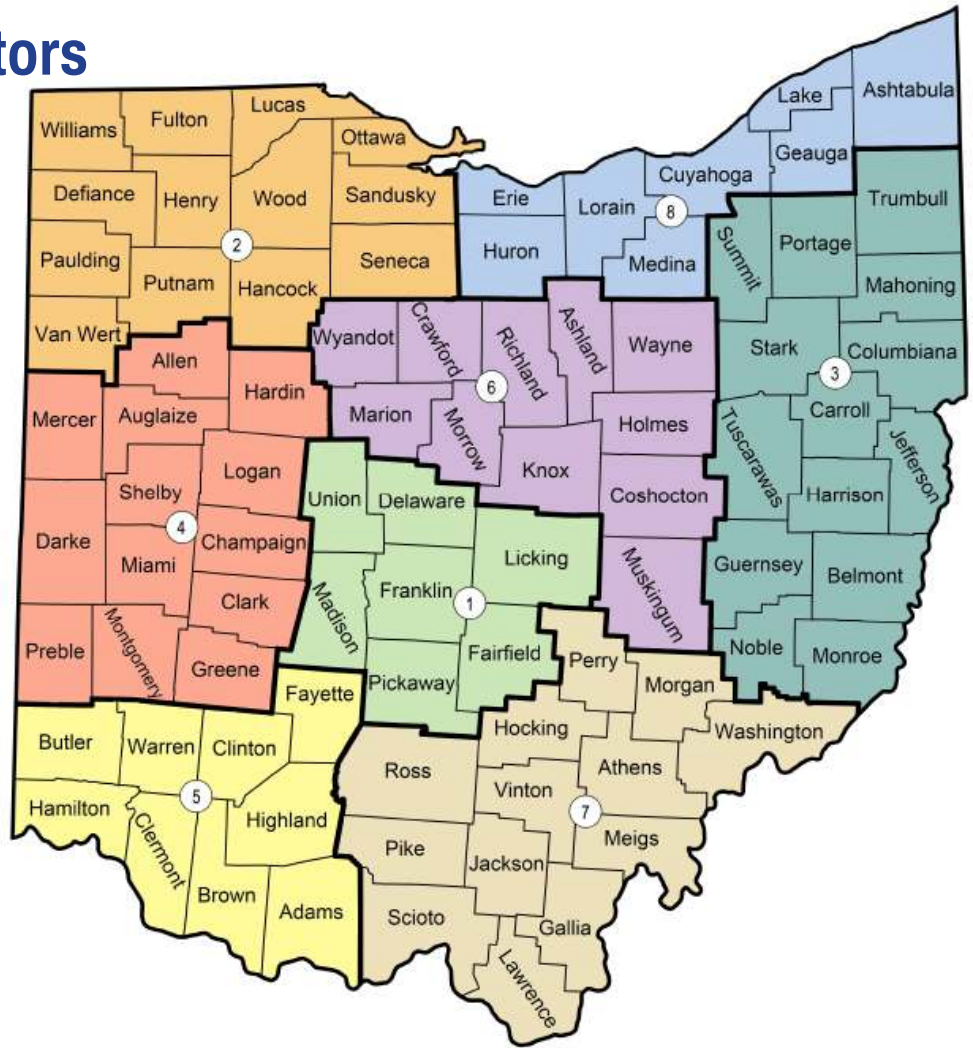 tors
Williams
Fulton
Lucas
Ottawa
Defiance
Henry
Wood
Sandusky
Paulding
Putnam
2
Hancock
Seneca
Van Wert
Lake
Ashtabula
Geauga
Cuyahoga
Erie
Lorain
8
Huron
Medina
Trumbull
Summit
Portage
Mahoning
Stark
Columbiana
3
Carroll
Tuscarawas
Jefferson
Harrison
Guernsey
Belmont
Noble
Monroe
Wyandot
Crawford
Richland
Ashland
Wayne
6
Marion
Morrow
Holmes
Knox
Coshocton
Muskingum
Allen
Hardin
Mercer
Auglaize
Logan
Shelby
4
Darke
Champaign
Miami
Clark
Preble
Montgomery
Greene
Union
Delaware
Licking
Franklin
1
Madison
Fairfield
Pickaway
Fayette
Butler
Warren
Clinton
5
Hamilton
Clermont
Highland
Brown
Adams
Perry
Morgan
Hocking
Washington
Ross
Athens
Vinton
7
Meigs
Pike
Jackson
Scioto
Gallia
Lawrence